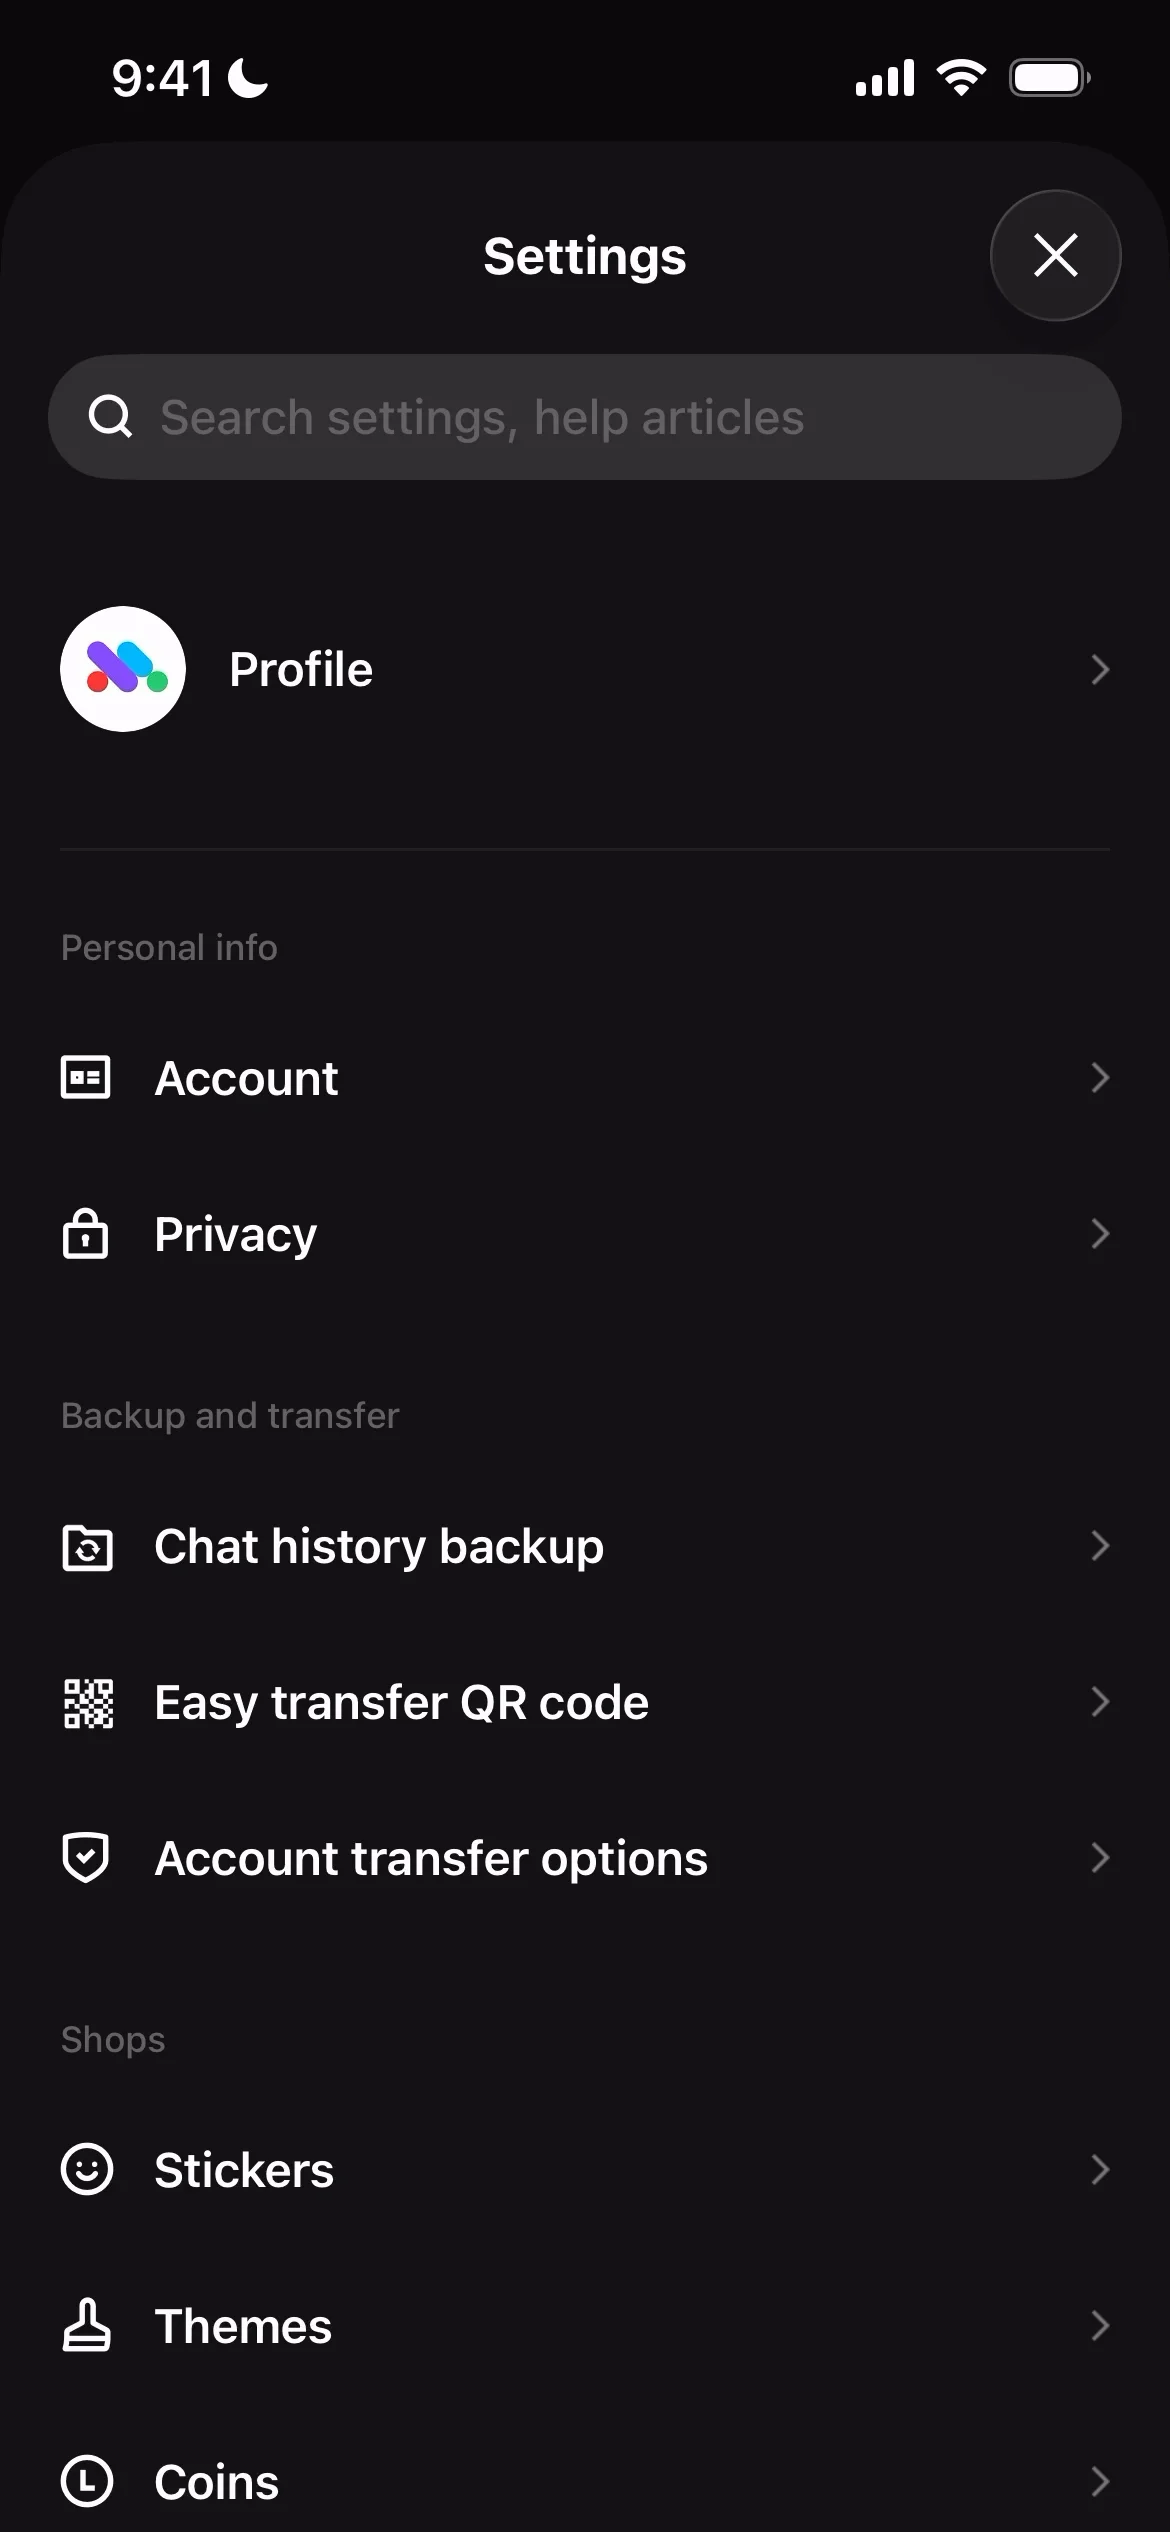 9:41
Settings
Search settings, help articles
Profile
Personal info
Account
Privacy
Backup and transfer
Chat history backup
Easy transfer QR code
Account transfer options
Shops
Stickers
Themes
Coins